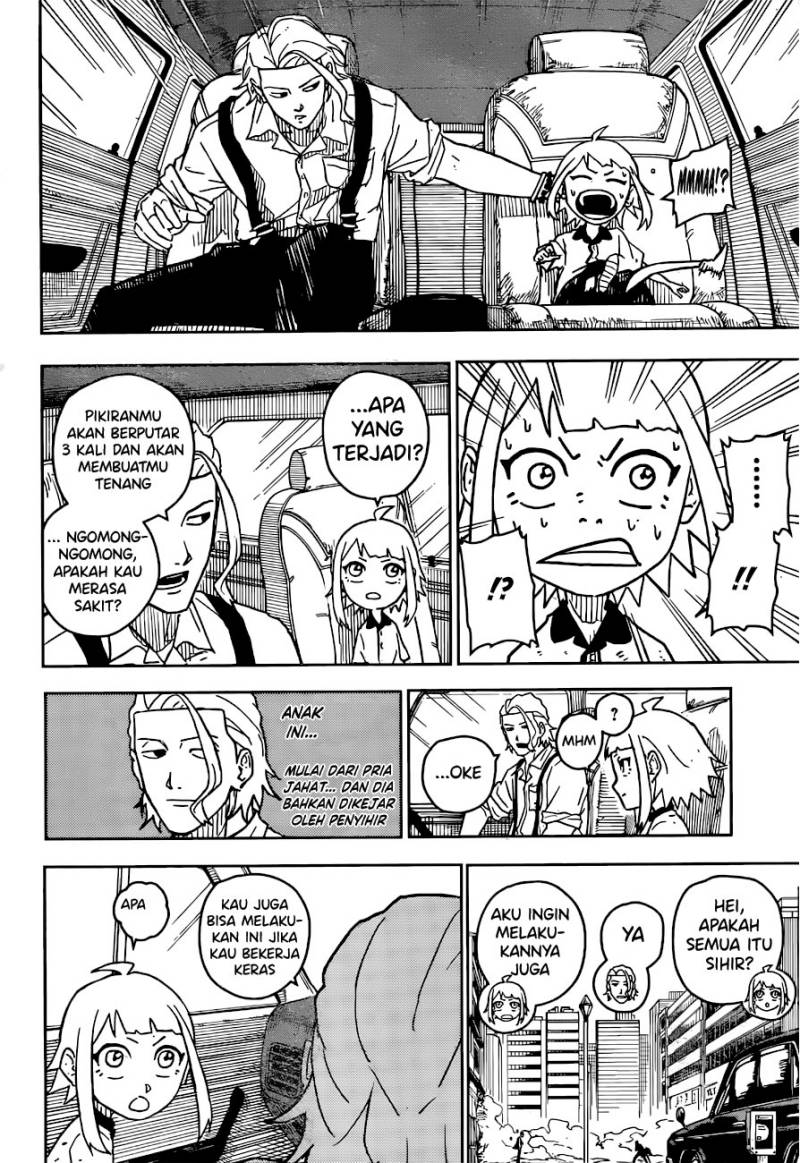 MMMAA!?
......
!!
!?
...APA
YANG
TERJADI?
PIKIRANMU
AKAN BERPUTAR
3 KALI DAN AKAN
MEMBUATMU
TENANG
... NGOMONG-
NGOMONG,
APAKAH KAU
MERASA
SAKIT?
?
MHM
...OKE
ANAK
INI...
MULAI DARI PRIA
JAHAT... DAN DIA
BAHKAN DIKEJAR
OLEH PENYIHIR
HEI,
APAKAH
SEMUA ITU
SIHIR?
YA
AKU INGIN
MELAKU-
KANNYA
JUGA
KAU JUGA
BISA MELAKU-
KAN INI JIKA
KAU BEKERJA
KERAS
APA